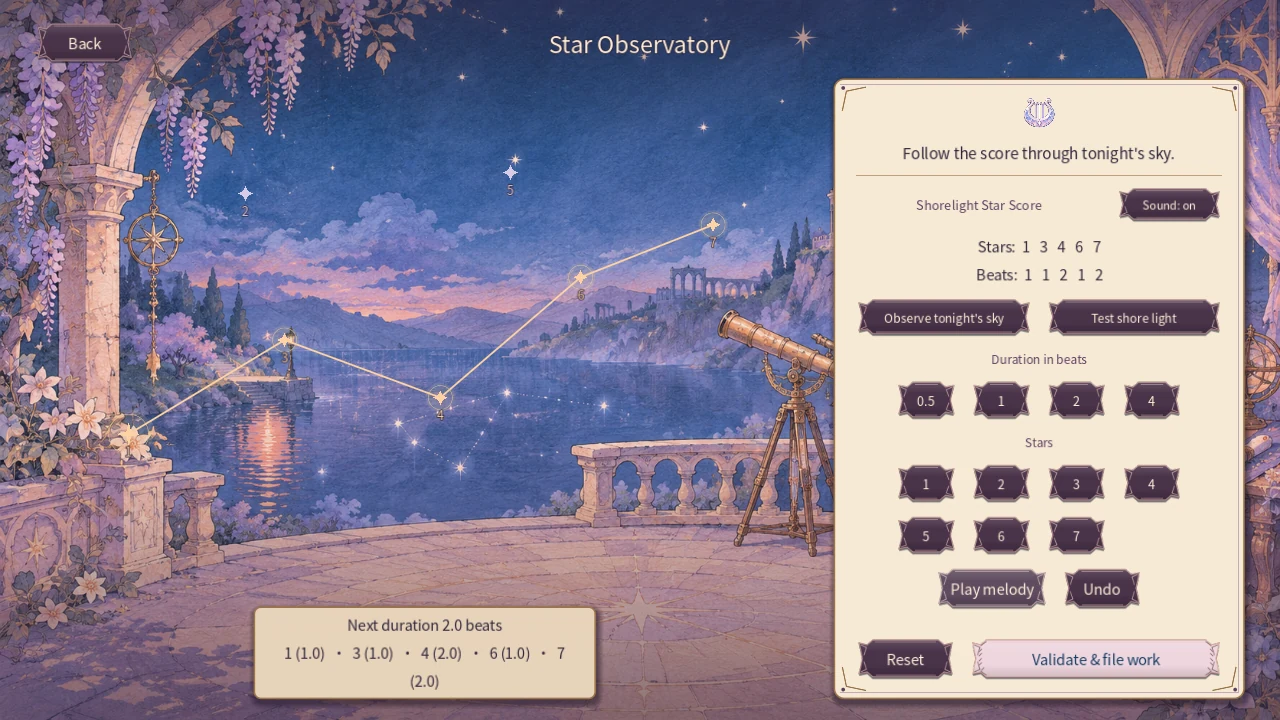 Back
Star Observatory
Follow the score through tonight's sky.
Shorelight Star Score
Sound: on
Stars: 1 3 4 6 7
Beats: 1 1 2 1 2
Observe tonight's sky
Test shore light
Duration in beats
0.5 1 2 4
Stars
1 2 3 4
5 6 7
Play melody
Undo
Reset
Validate & file work
2
5
7
6
3
4
Next duration 2.0 beats
1 (1.0) • 3 (1.0) • 4 (2.0) • 6 (1.0) • 7
(2.0)